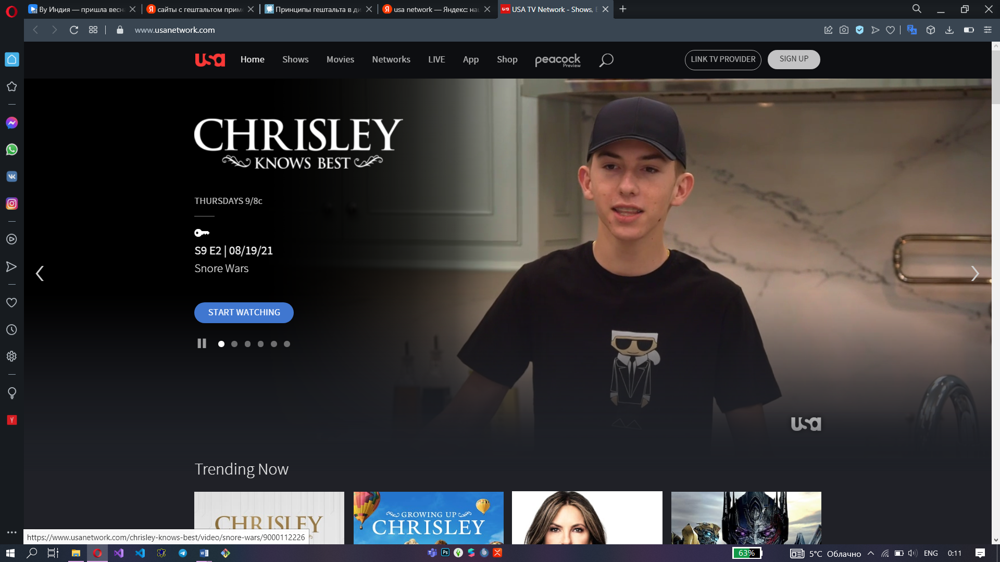 Ву Индия — пришла весн
сайты с гештальтом прим
Принципы гештальта в ди
usa network — Яндекс: на
USA TV Network - Shows, E
www.usanetwork.com
usa
Home
Shows
Movies
Networks
LIVE
App
Shop
peacock
Preview
LINK TV PROVIDER
SIGN UP
CHRISLEY
KNOWS BEST
THURSDAYS 9/8c
S9 E2 | 08/19/21
Snore Wars
START WATCHING
usa
Trending Now
CHRISLEY
GROWING UP
CHRISLEY
https://www.usanetwork.com/chrisley-knows-best/video/snore-wars/9000112226
63%
5°C Облачно
ENG
0:11